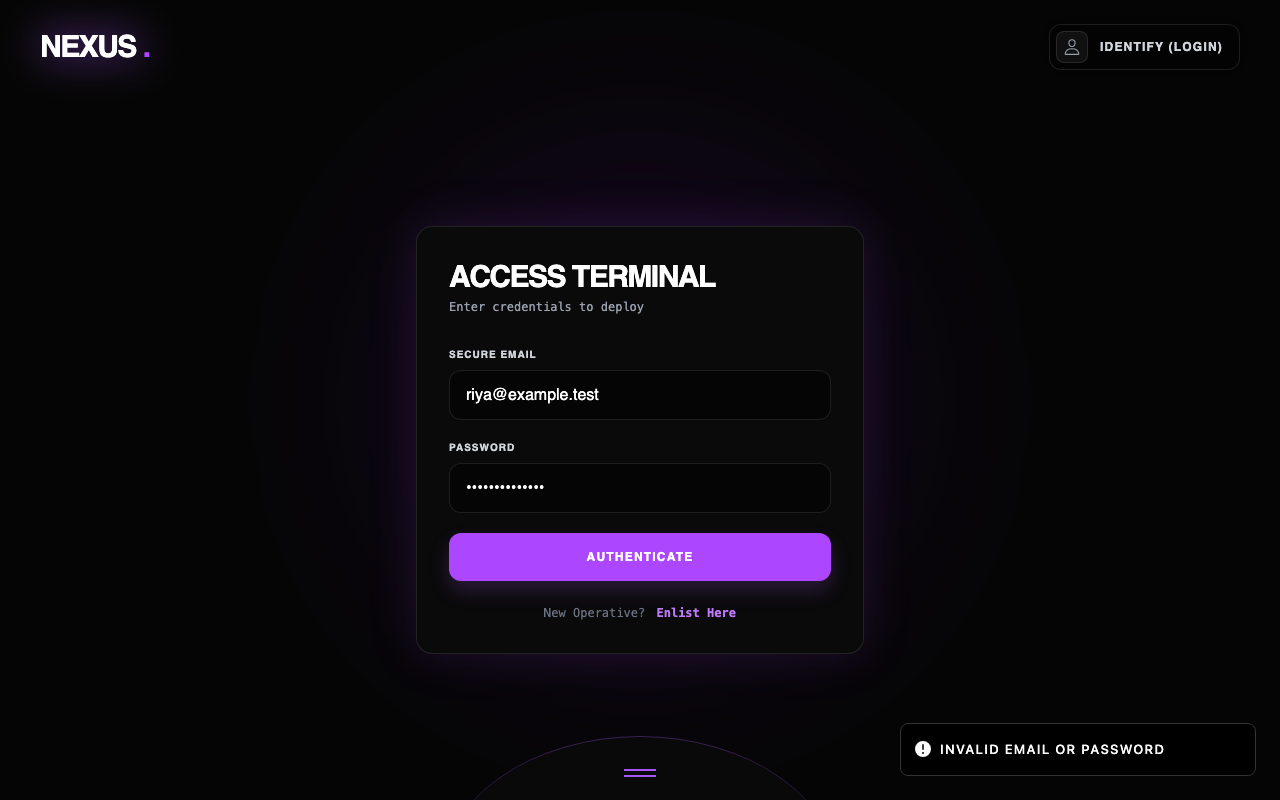 NEXUS .
IDENTIFY (LOGIN)
ACCESS TERMINAL
Enter credentials to deploy
SECURE EMAIL
riya@example.test
PASSWORD
••••••••••••••
AUTHENTICATE
New Operative? Enlist Here
INVALID EMAIL OR PASSWORD